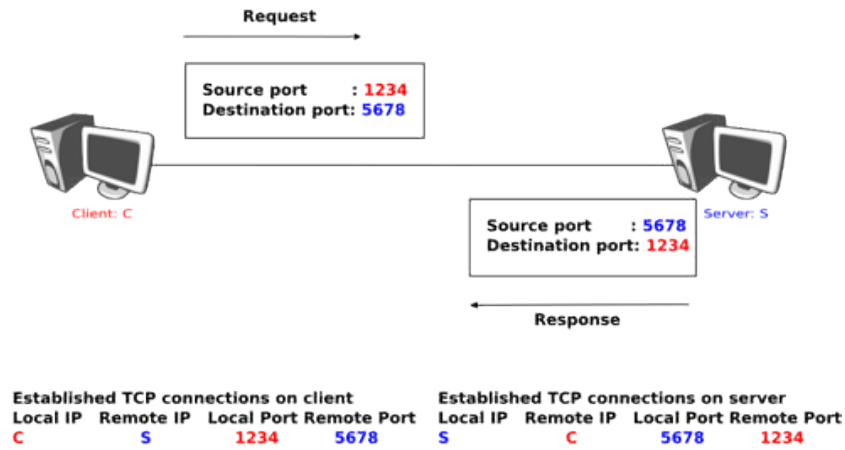 Request
Source port : 1234
Destination port: 5678
Client: C
Server: S
Source port : 5678
Destination port: 1234
Response
Established TCP connections on client
Local IP Remote IP Local Port Remote Port
C S 1234 5678
Established TCP connections on server
Local IP Remote IP Local Port Remote Port
S C 5678 1234